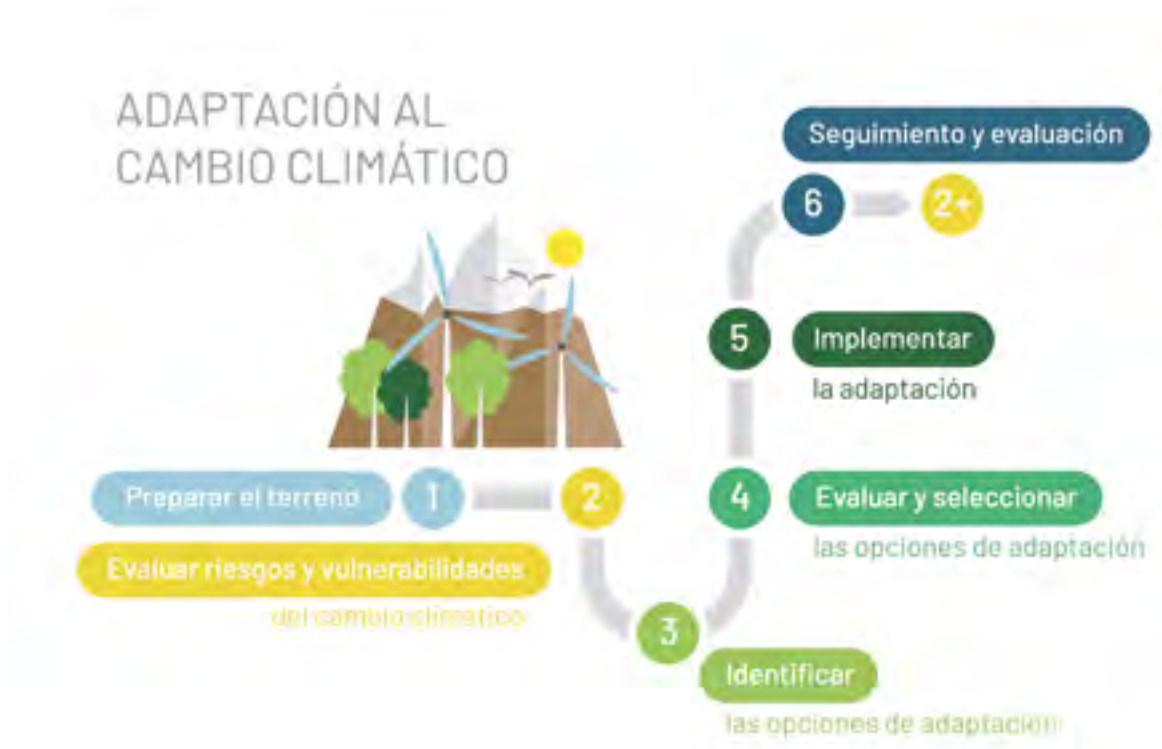 ADAPTACIÓN AL
CAMBIO CLIMÁTICO
Preparar el terreno
1
2
Evaluar riesgos y vulnerabilidades
del cambio climático
3
Identificar
las opciones de adaptación
4
Evaluar y seleccionar
las opciones de adaptación
5
Implementar
la adaptación
Seguimiento y evaluación
6
2+